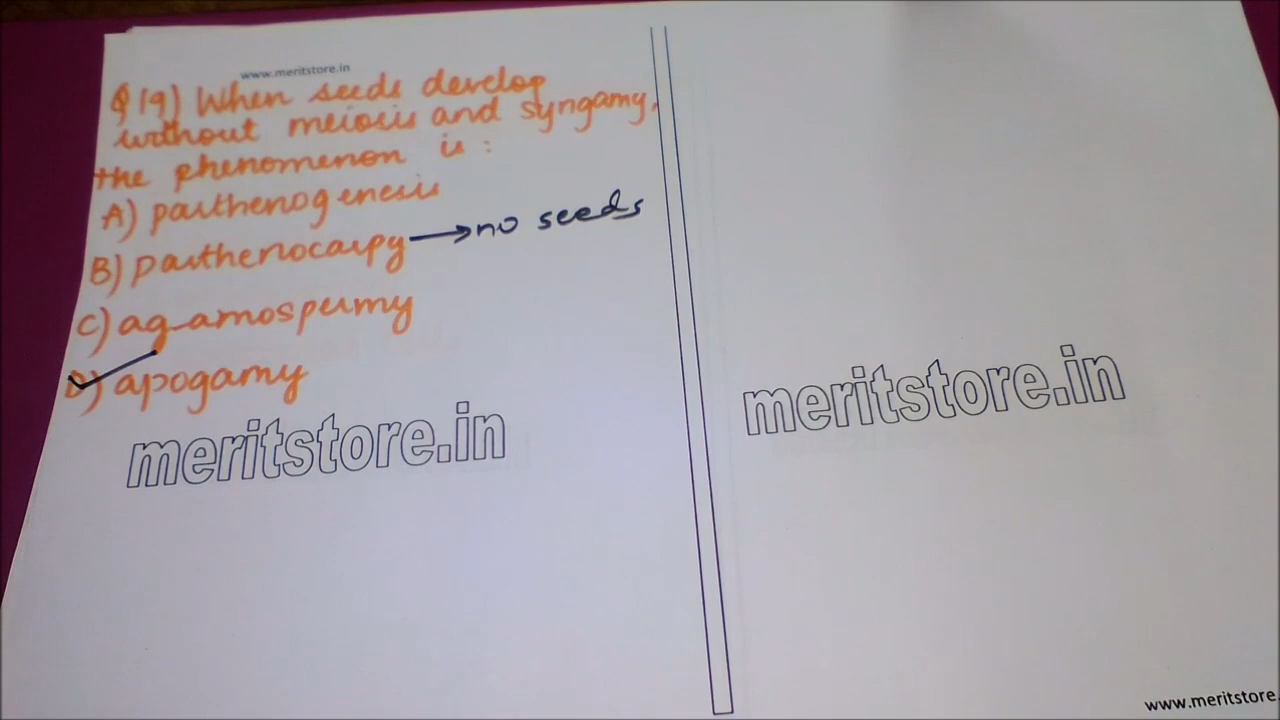 www.meritstore.in
Q 19) When seeds develop
without meiosis and syngamy,
the phenomenon is :
A) parthenogenesis
B) parthenocarpy → no seeds
C) agamospermy
D) apogamy
meritstore.in
meritstore.in
www.meritstore.